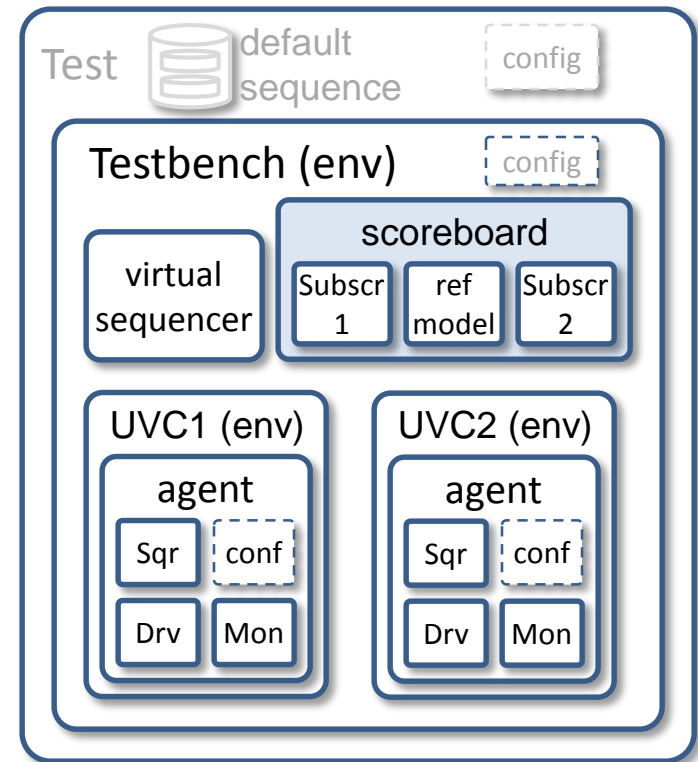 Test
default
sequence
config
Testbench (env)
config
virtual
sequencer
scoreboard
Subscr
1
ref
model
Subscr
2
UVC1 (env)
agent
Sqr
conf
Drv
Mon
UVC2 (env)
agent
Sqr
conf
Drv
Mon